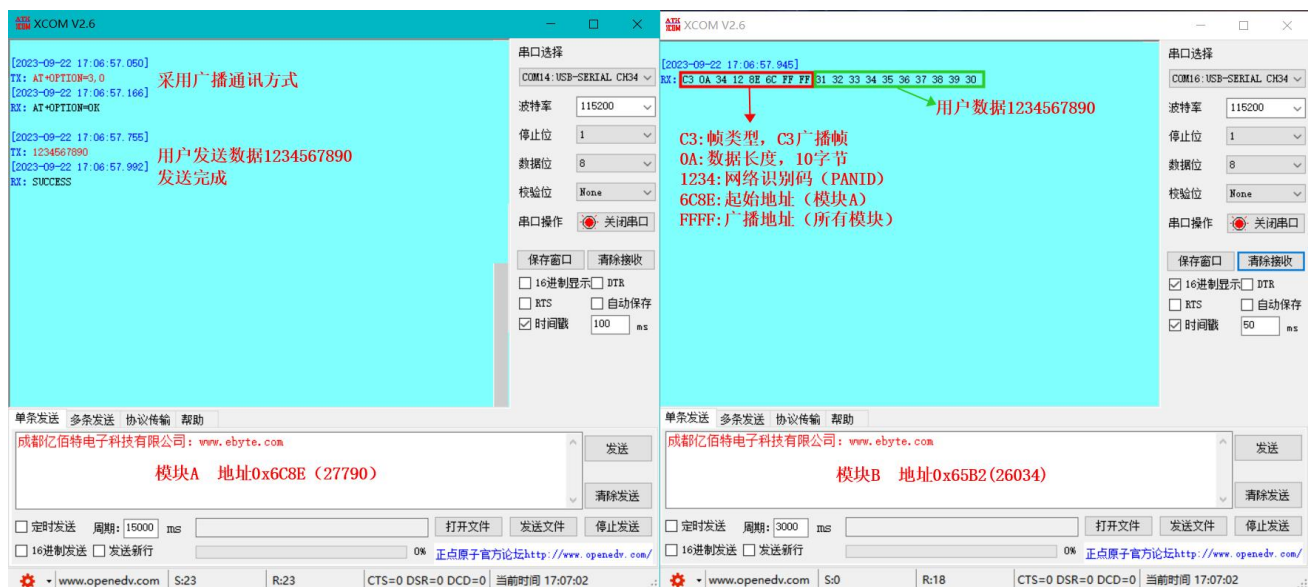 XCOM V2.6
[2023-09-22 17:06:57.050]
TX: AT+OPTION=3,0
采用广播通讯方式
[2023-09-22 17:06:57.166]
RX: AT+OPTION=OK
[2023-09-22 17:06:57.755]
TX: 1234567890
用户发送数据1234567890
[2023-09-22 17:06:57.992]
RX: SUCCESS
发送完成
串口选择
COM14:USB-SERIAL CH34
波特率 115200
停止位 1
数据位 8
校验位 None
串口操作 关闭串口
保存窗口 清除接收
16进制显示 DTR
RTS 自动保存
时间戳 100 ms
单条发送 多条发送 协议传输 帮助
成都亿佰特电子科技有限公司：www.ebyte.com
模块A 地址0x6C8E（27790）
发送
清除发送
定时发送 周期: 15000 ms 打开文件 发送文件 停止发送
16进制发送 发送新行 0% 正点原子官方论坛http://www.openedv.com/
www.openedv.com S:23 R:23 CTS=0 DSR=0 DCD=0 当前时间 17:07:02
XCOM V2.6
[2023-09-22 17:06:57.945]
RX: C3 0A 34 12 8E 6C FF FF 31 32 33 34 35 36 37 38 39 30
用户数据1234567890
C3:帧类型，C3广播帧
0A:数据长度，10字节
1234:网络识别码（PANID）
6C8E:起始地址（模块A）
FFFF:广播地址（所有模块）
串口选择
COM16:USB-SERIAL CH34
波特率 115200
停止位 1
数据位 8
校验位 None
串口操作 关闭串口
保存窗口 清除接收
16进制显示 DTR
RTS 自动保存
时间戳 50 ms
单条发送 多条发送 协议传输 帮助
成都亿佰特电子科技有限公司：www.ebyte.com
模块B 地址0x65B2(26034)
发送
清除发送
定时发送 周期: 3000 ms 打开文件 发送文件 停止发送
16进制发送 发送新行 0% 正点原子官方论坛http://www.openedv.com/
www.openedv.com S:0 R:18 CTS=0 DSR=0 DCD=0 当前时间 17:07:02